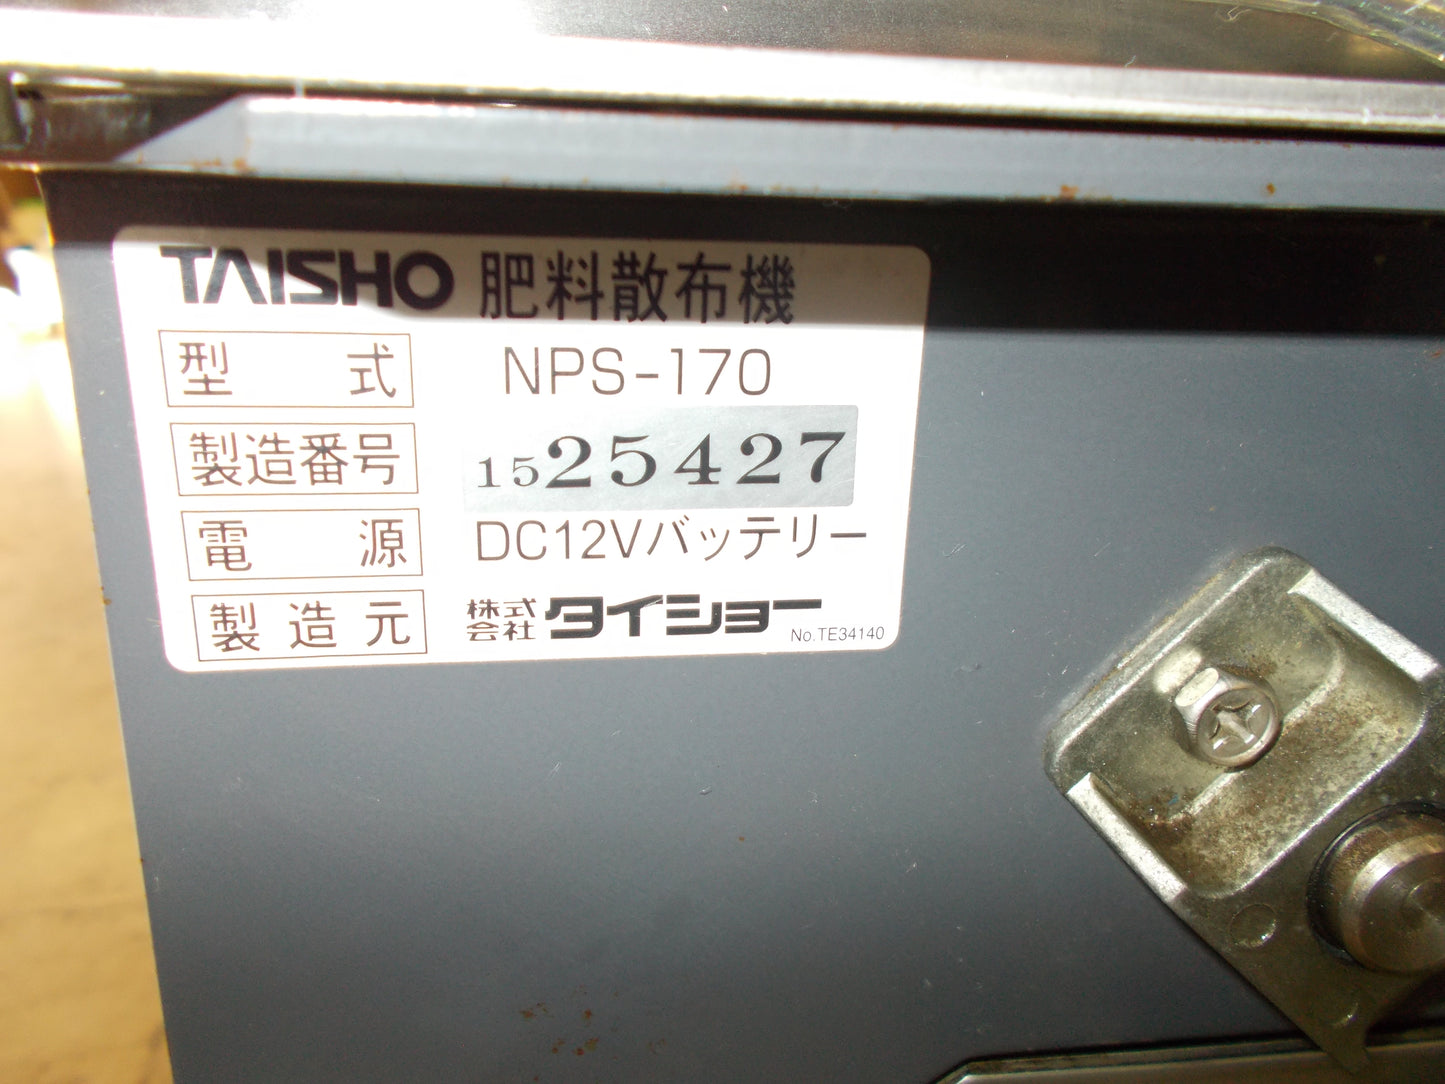 TAISHO 肥料散布機
型式 NPS-170
製造番号 1525427
電源 DC12Vバッテリー
製造元 株式会社タイショー No.TE34140